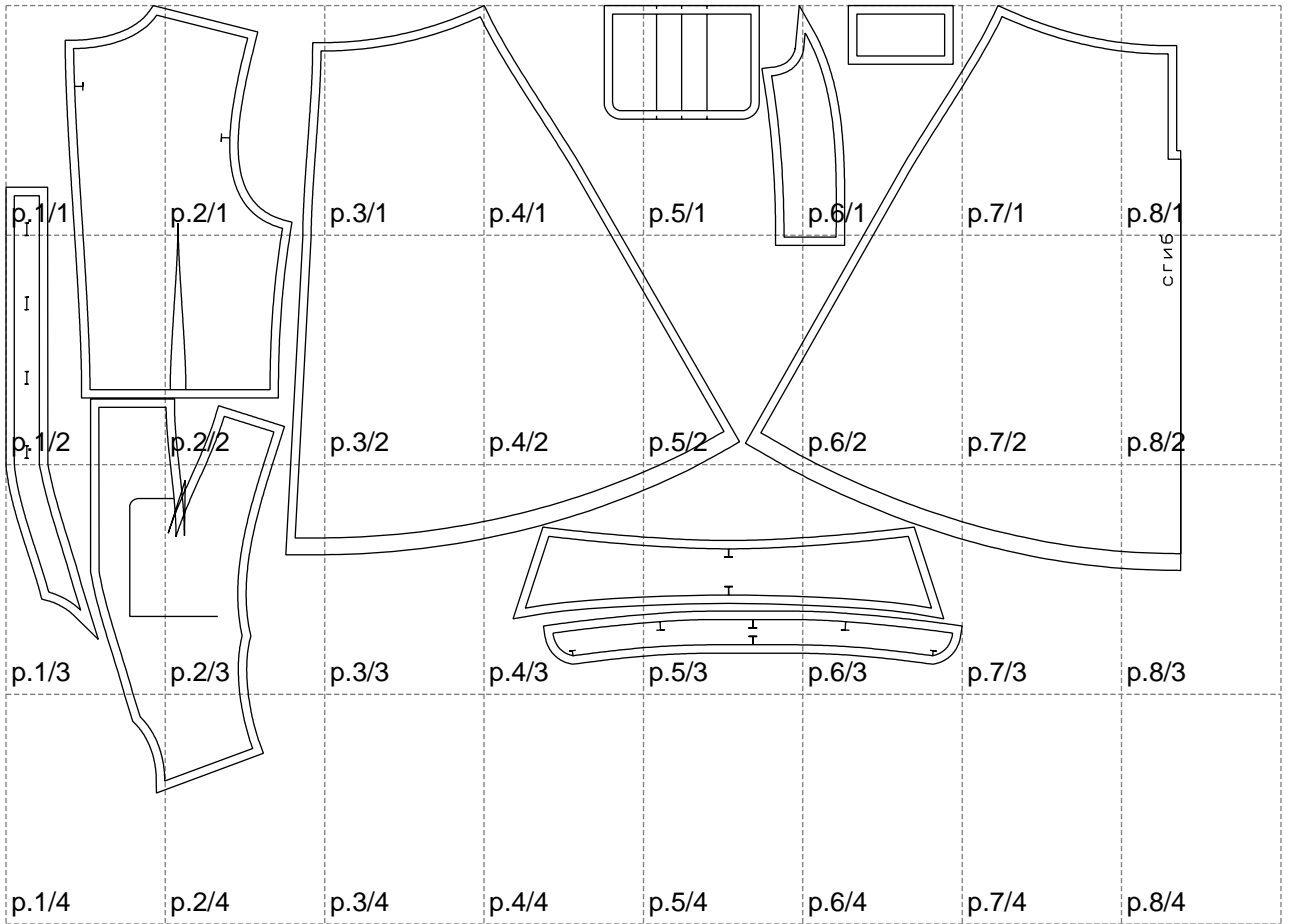 p.1/1 p.2/1 p.3/1 p.4/1 p.5/1 p.6/1 p.7/1 p.8/1
сгиб
p.1/2 p.2/2 p.3/2 p.4/2 p.5/2 p.6/2 p.7/2 p.8/2
p.1/3 p.2/3 p.3/3 p.4/3 p.5/3 p.6/3 p.7/3 p.8/3
p.1/4 p.2/4 p.3/4 p.4/4 p.5/4 p.6/4 p.7/4 p.8/4